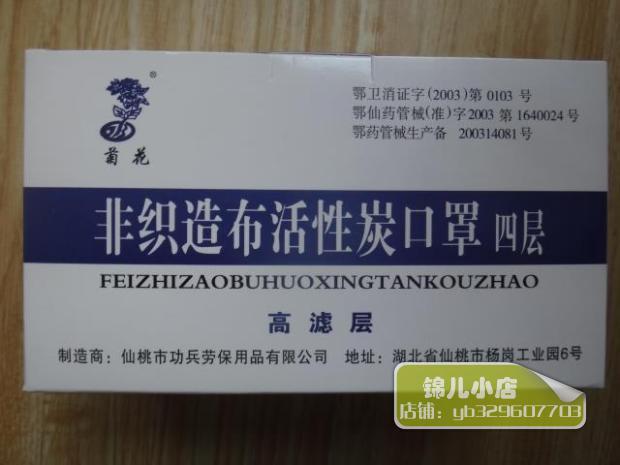 ®
菊花
鄂卫消证字(2003)第0103 号
鄂仙药管械(准)字2003 第1640024号
鄂药管械生产备 200314081号
非织造布活性炭口罩 四层
FEIZHIZAOBUHUOXINGTANKOUZHAO
高滤层
制造商：仙桃市功兵劳保用品有限公司 地址：湖北省仙桃市杨岗工业园6号
锦儿小店
店铺：yb329607703